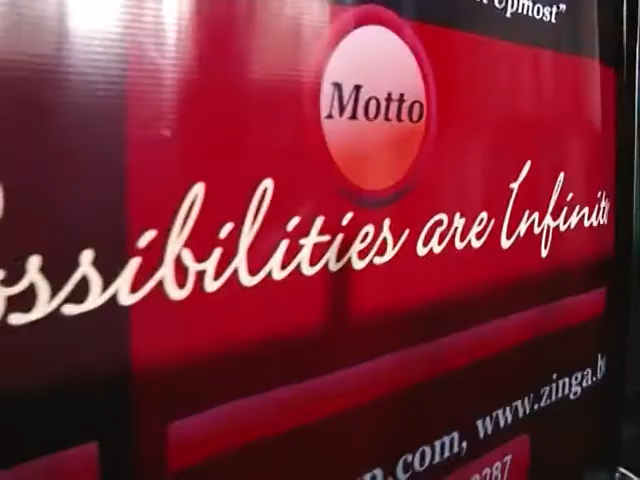 Upmost”
Motto
ossibilities are Infinit
.com, www.zinga.b
287